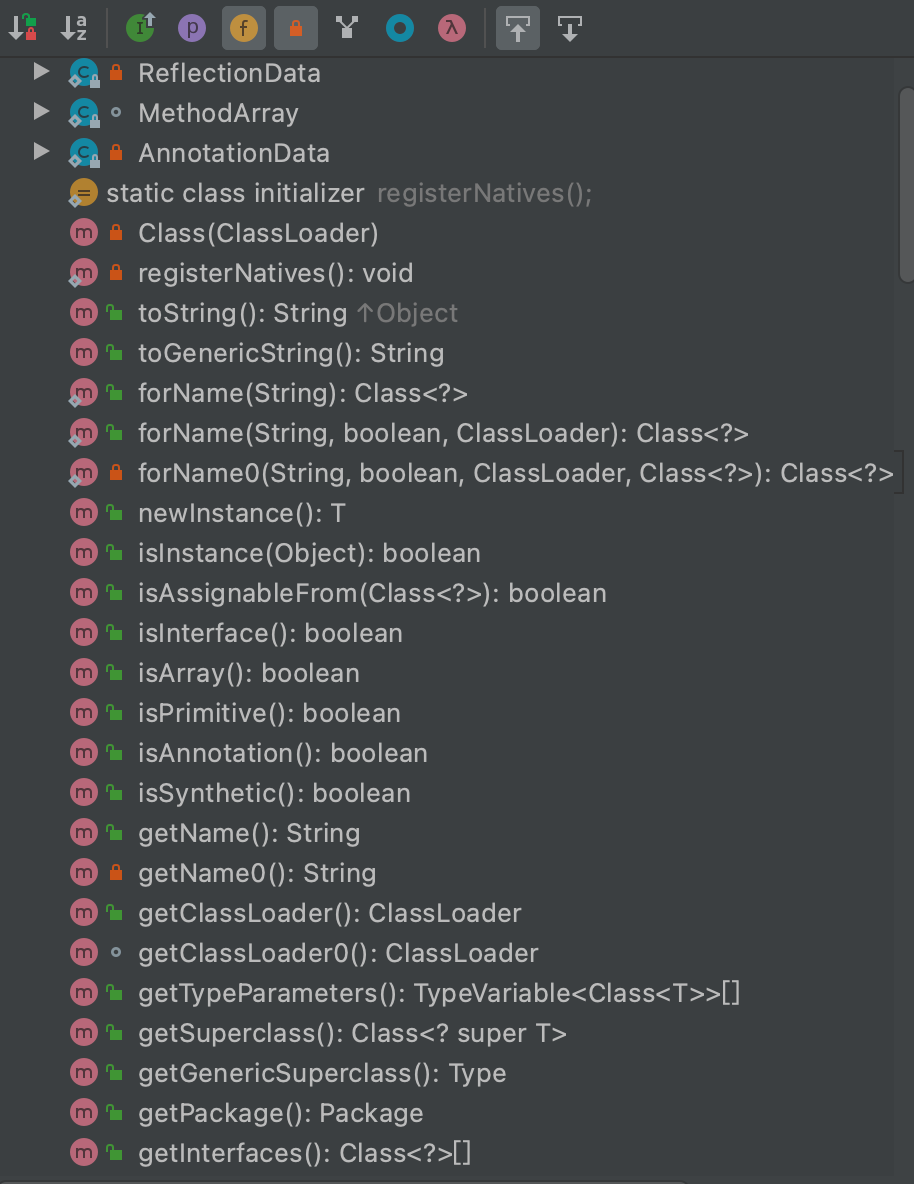 ReflectionData
MethodArray
AnnotationData
static class initializer registerNatives();
Class(ClassLoader)
registerNatives(): void
toString(): String ↑Object
toGenericString(): String
forName(String): Class<?>
forName(String, boolean, ClassLoader): Class<?>
forName0(String, boolean, ClassLoader, Class<?>): Class<?>
newInstance(): T
isInstance(Object): boolean
isAssignableFrom(Class<?>): boolean
isInterface(): boolean
isArray(): boolean
isPrimitive(): boolean
isAnnotation(): boolean
isSynthetic(): boolean
getName(): String
getName0(): String
getClassLoader(): ClassLoader
getClassLoader0(): ClassLoader
getTypeParameters(): TypeVariable<Class<T>>[]
getSuperclass(): Class<? super T>
getGenericSuperclass(): Type
getPackage(): Package
getInterfaces(): Class<?>[]